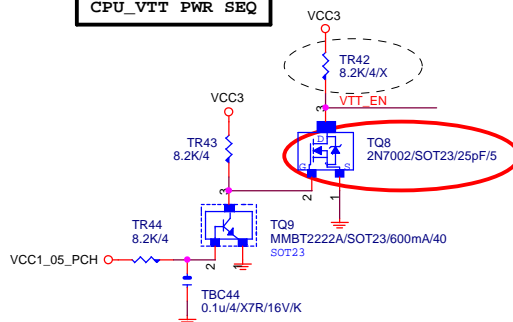 CPU_VTT PWR SEQ
VCC3
TR42
8.2K/4/X
VTT_EN
3
VCC3
TR43
8.2K/4
D
G
S
TQ8
2N7002/SOT23/25pF/5
2
1
3
TR44
8.2K/4
TQ9
MMBT2222A/SOT23/600mA/40
SOT23
VCC1_05_PCH
2
1
TBC44
0.1u/4/X7R/16V/K